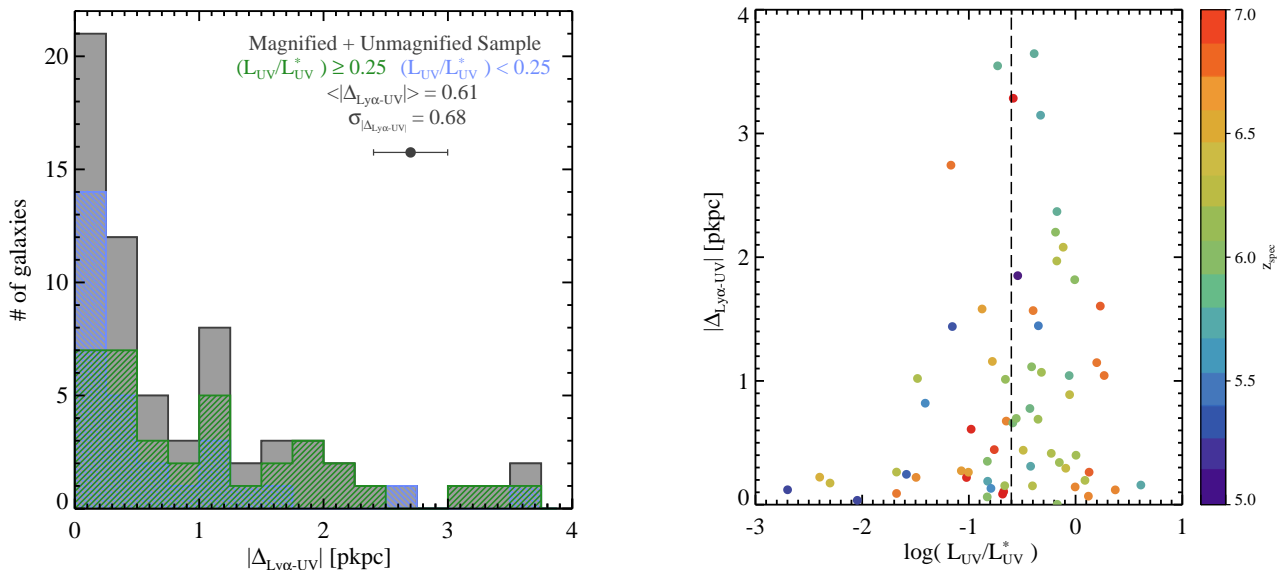 20
15
10
5
0
# of galaxies
Magnified + Unmagnified Sample
(L_UV/L*_UV) ≥ 0.25 (L_UV/L*_UV) < 0.25
<|Δ_Lyα-UV|> = 0.61
σ_|Δ_Lyα-UV| = 0.68
0 1 2 3 4
|Δ_Lyα-UV| [pkpc]
4
3
2
1
0
|Δ_Lyα-UV| [pkpc]
-3 -2 -1 0 1
log( L_UV/L*_UV )
7.0
6.5
6.0
5.5
5.0
z_spec